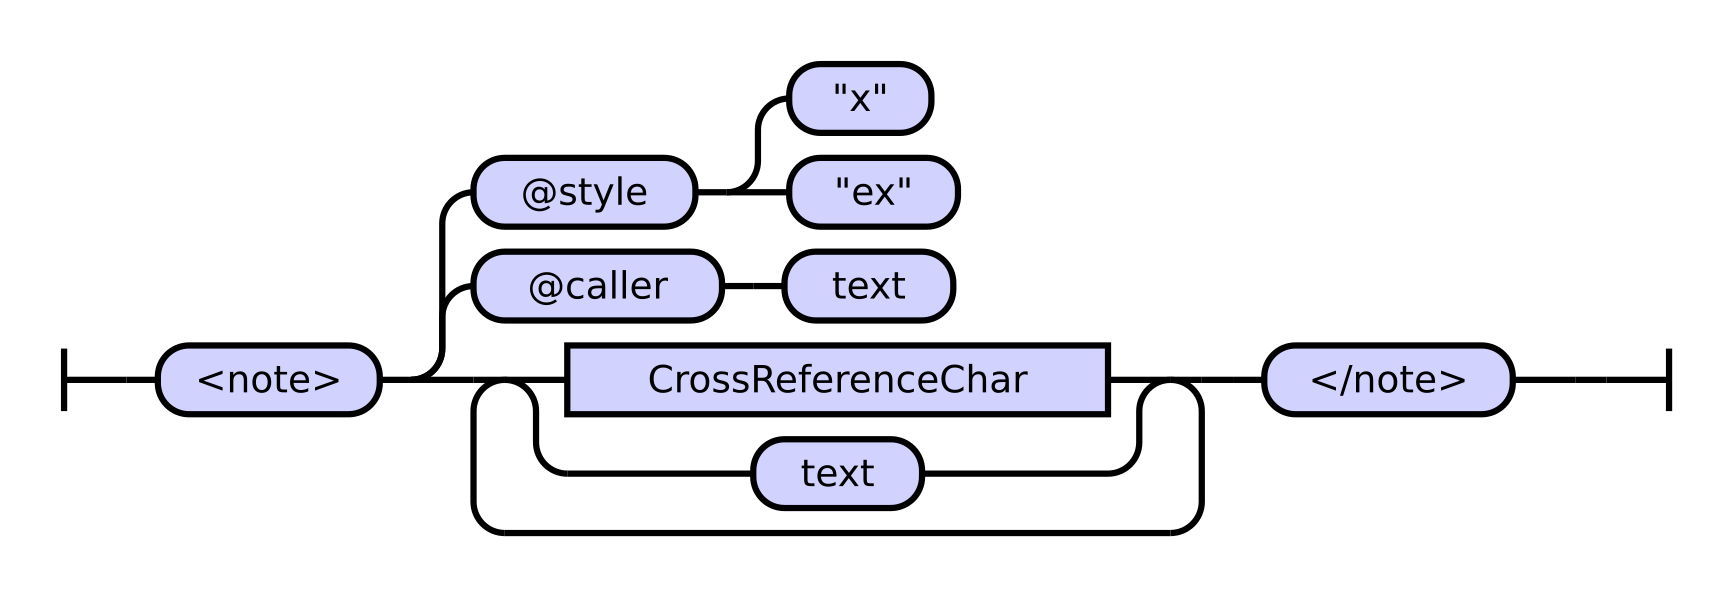 "x"
@style "ex"
@caller text
<note> CrossReferenceChar </note>
text